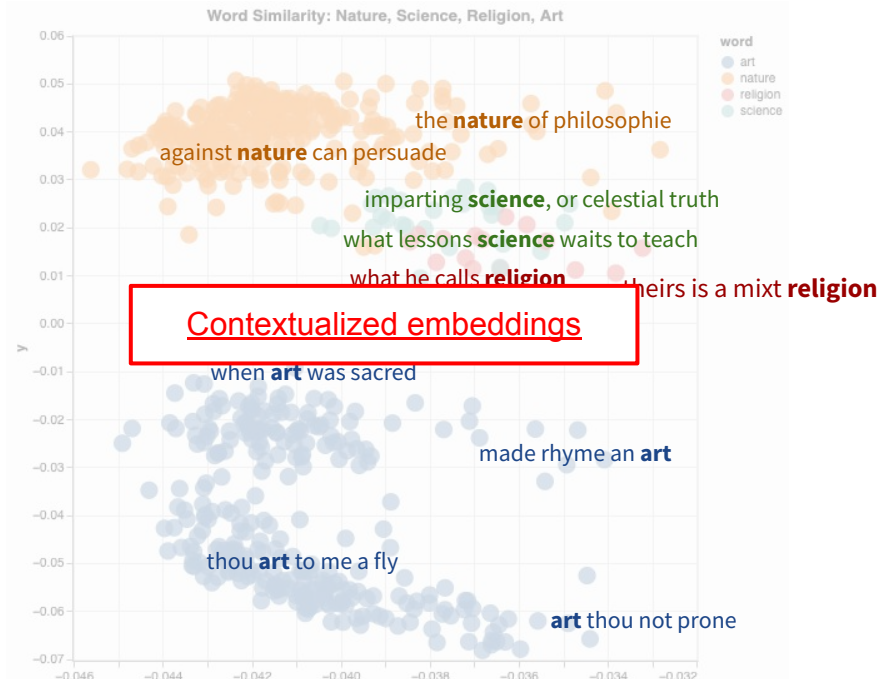 Word Similarity: Nature, Science, Religion, Art
word
art
nature
religion
science
0.06
0.05
0.04
0.03
0.02
0.01
0.00
−0.01
−0.02
−0.03
−0.04
−0.05
−0.06
−0.07
y
the nature of philosophie
against nature can persuade
imparting science, or celestial truth
what lessons science waits to teach
what he calls religion
heirs is a mixt religion
Contextualized embeddings
when art was sacred
made rhyme an art
thou art to me a fly
art thou not prone
−0.046 −0.044 −0.042 −0.040 −0.038 −0.036 −0.034 −0.032